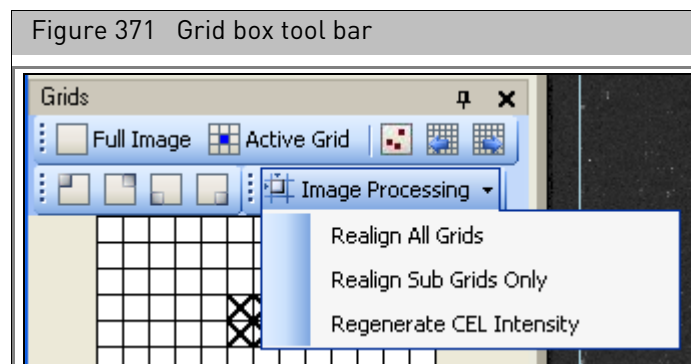 Figure 371 Grid box tool bar
Grids
Full Image Active Grid
Image Processing
Realign All Grids
Realign Sub Grids Only
Regenerate CEL Intensity